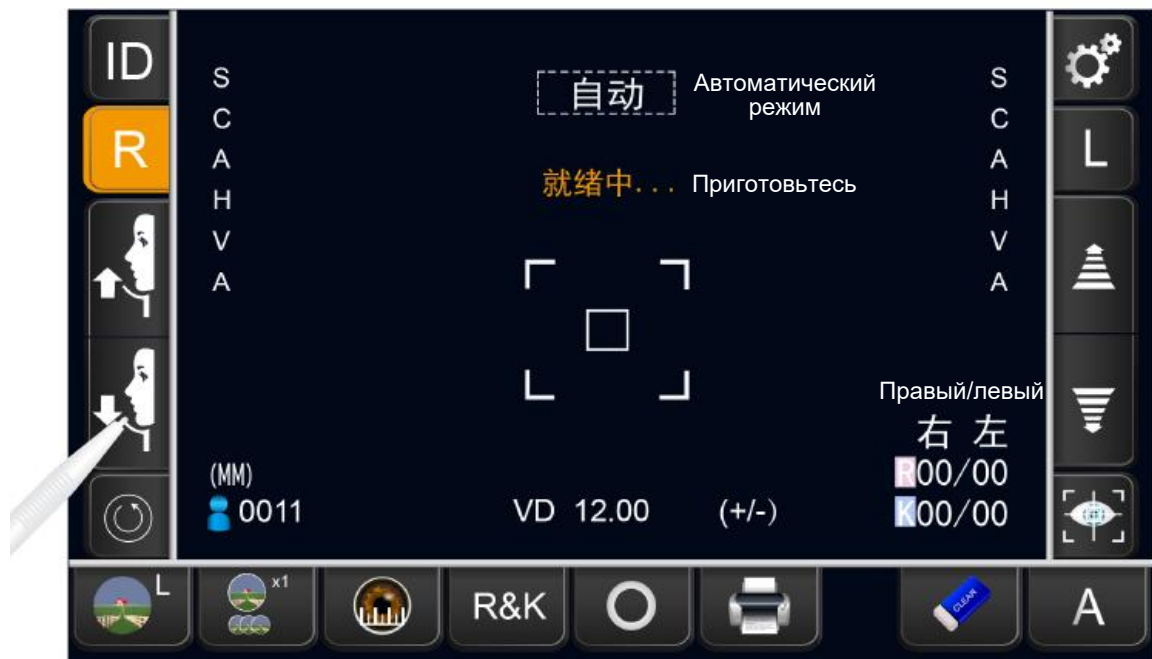 ID
R
S
C
A
H
V
A
自动
Автоматический
режим
就绪中...
Приготовьтесь
S
C
A
H
V
A
L
Правый/левый
右 左
R00/00
K00/00
(MM)
0011
VD 12.00
(+/-)
L
x1
R&K
CLEAR
A